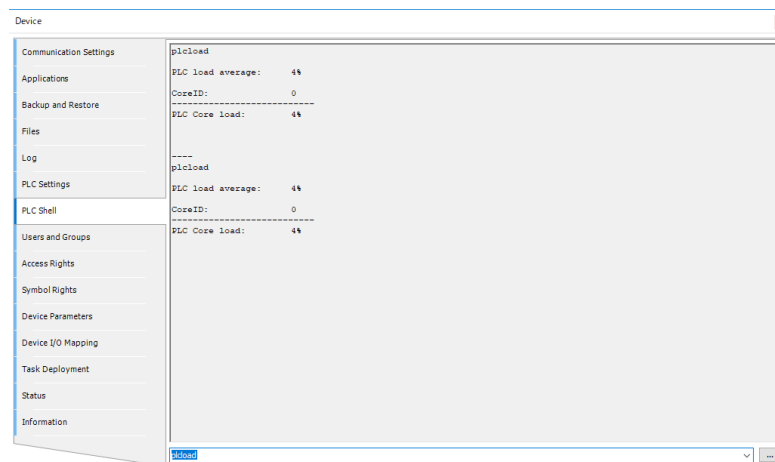 Device
Communication Settings
Applications
Backup and Restore
Files
Log
PLC Settings
PLC Shell
Users and Groups
Access Rights
Symbol Rights
Device Parameters
Device I/O Mapping
Task Deployment
Status
Information
plcload
PLC load average: 4%
CoreID: 0
--------------------------
PLC Core load: 4%
----
plcload
PLC load average: 4%
CoreID: 0
--------------------------
PLC Core load: 4%
plcload
...